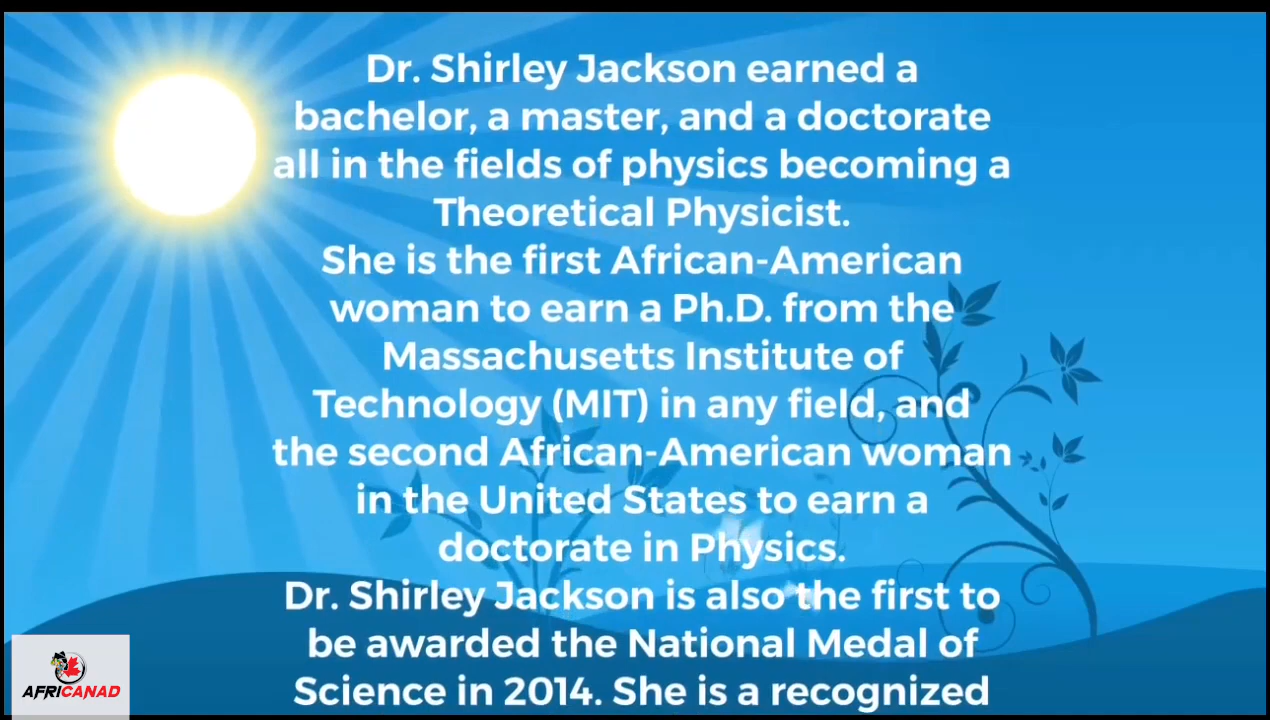 Dr. Shirley Jackson earned a
bachelor, a master, and a doctorate
all in the fields of physics becoming a
Theoretical Physicist.
She is the first African-American
woman to earn a Ph.D. from the
Massachusetts Institute of
Technology (MIT) in any field, and
the second African-American woman
in the United States to earn a
doctorate in Physics.
Dr. Shirley Jackson is also the first to
be awarded the National Medal of
Science in 2014. She is a recognized
AFRICANAD